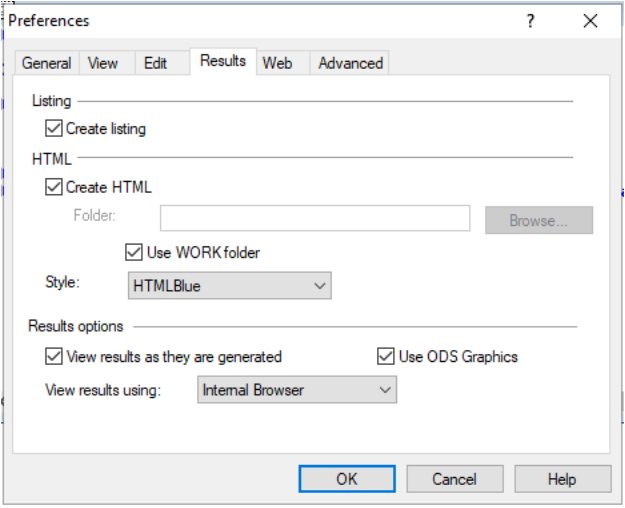 Preferences
?
General View Edit Results Web Advanced
Listing
Create listing
HTML
Create HTML
Folder:
Browse...
Use WORK folder
Style: HTMLBlue
Results options
View results as they are generated Use ODS Graphics
View results using: Internal Browser
OK Cancel Help